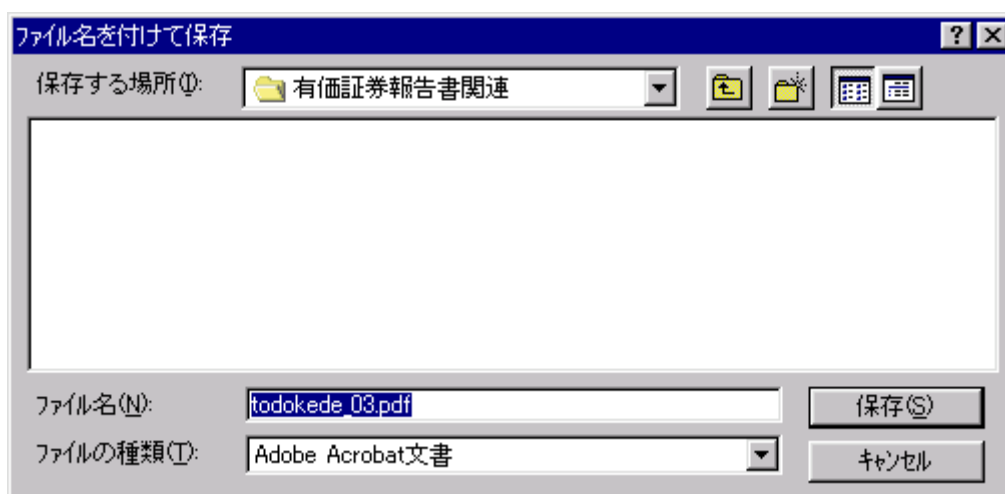 ファイル名を付けて保存
保存する場所(I):
有価証券報告書関連
ファイル名(N):
todokede_03.pdf
保存(S)
ファイルの種類(T):
Adobe Acrobat文書
キャンセル